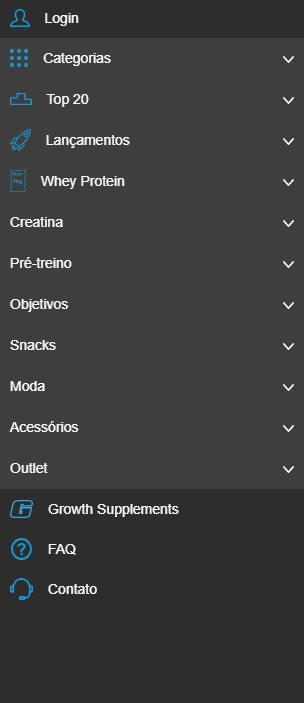 Login
Categorias
Top 20
Lançamentos
Whey Protein
Creatina
Pré-treino
Objetivos
Snacks
Moda
Acessórios
Outlet
Growth Supplements
FAQ
Contato